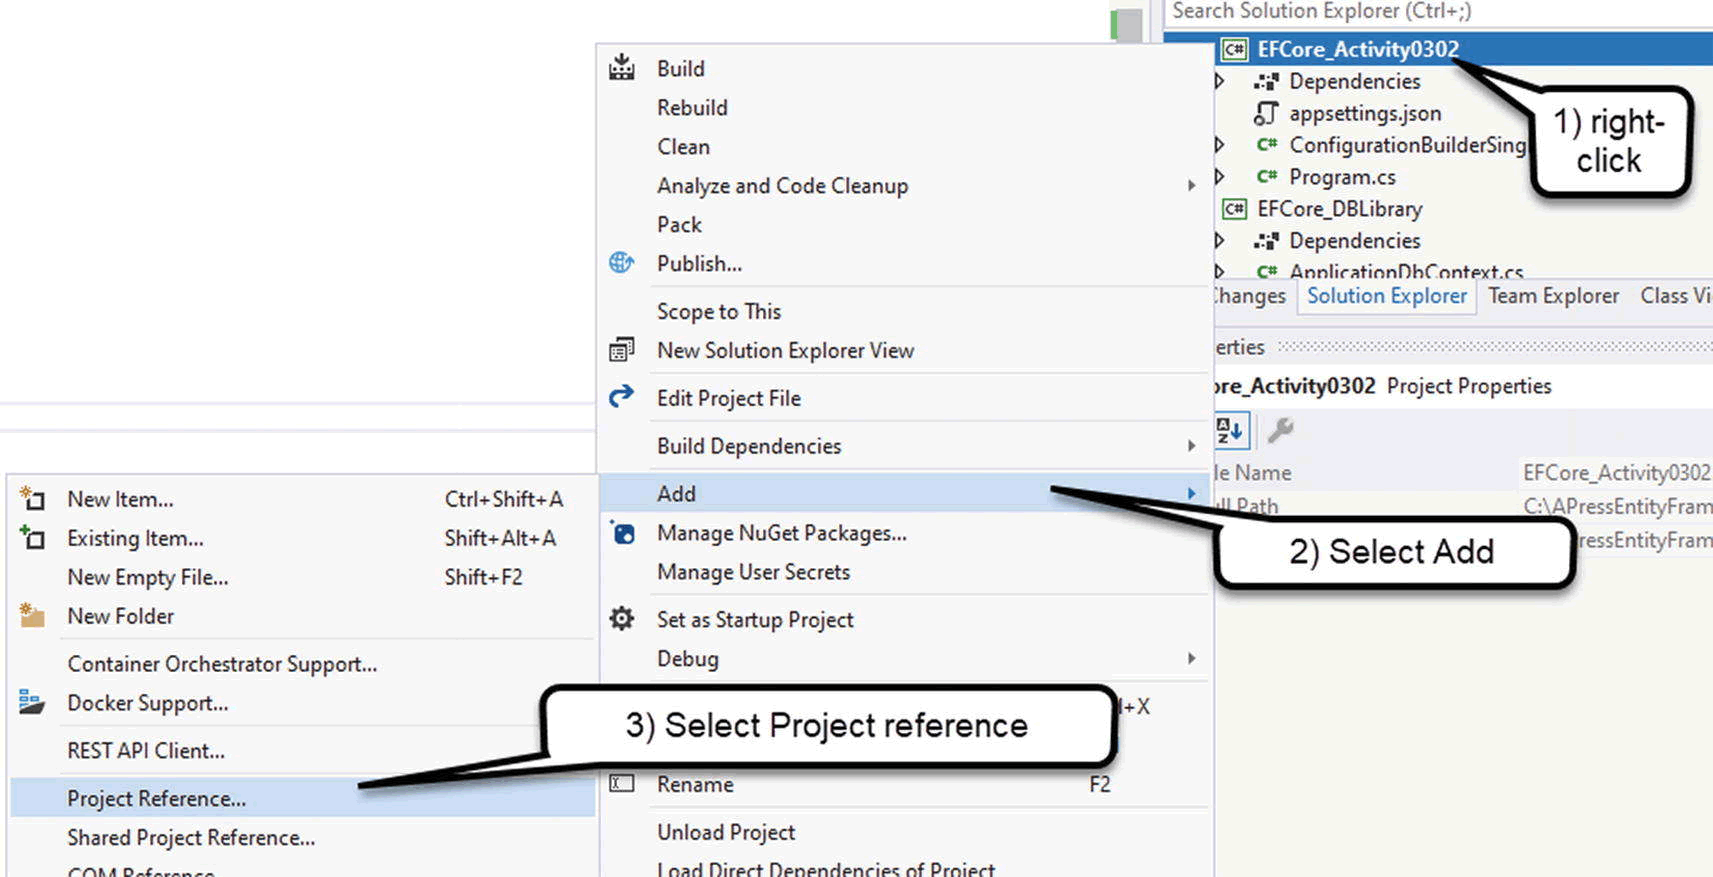 Search Solution Explorer (Ctrl+;)
C# EFCore_Activity0302
Dependencies
appsettings.json
C# ConfigurationBuilderSing
C# Program.cs
C# EFCore_DBLibrary
Dependencies
C# ApplicationDbContext.cs
1) right-
click
Changes Solution Explorer Team Explorer Class Vi
erties
ore_Activity0302 Project Properties
le Name EFCore_Activity0302
ull Path C:\APressEntityFram
ressEntityFram
Build
Rebuild
Clean
Analyze and Code Cleanup
Pack
Publish...
Scope to This
New Solution Explorer View
Edit Project File
Build Dependencies
Add
2) Select Add
Manage NuGet Packages...
Manage User Secrets
Set as Startup Project
Debug
+X
Rename F2
Unload Project
Load Direct Dependencies of Project
New Item... Ctrl+Shift+A
Existing Item... Shift+Alt+A
New Empty File... Shift+F2
New Folder
Container Orchestrator Support...
Docker Support...
REST API Client...
3) Select Project reference
Project Reference...
Shared Project Reference...
COM Reference